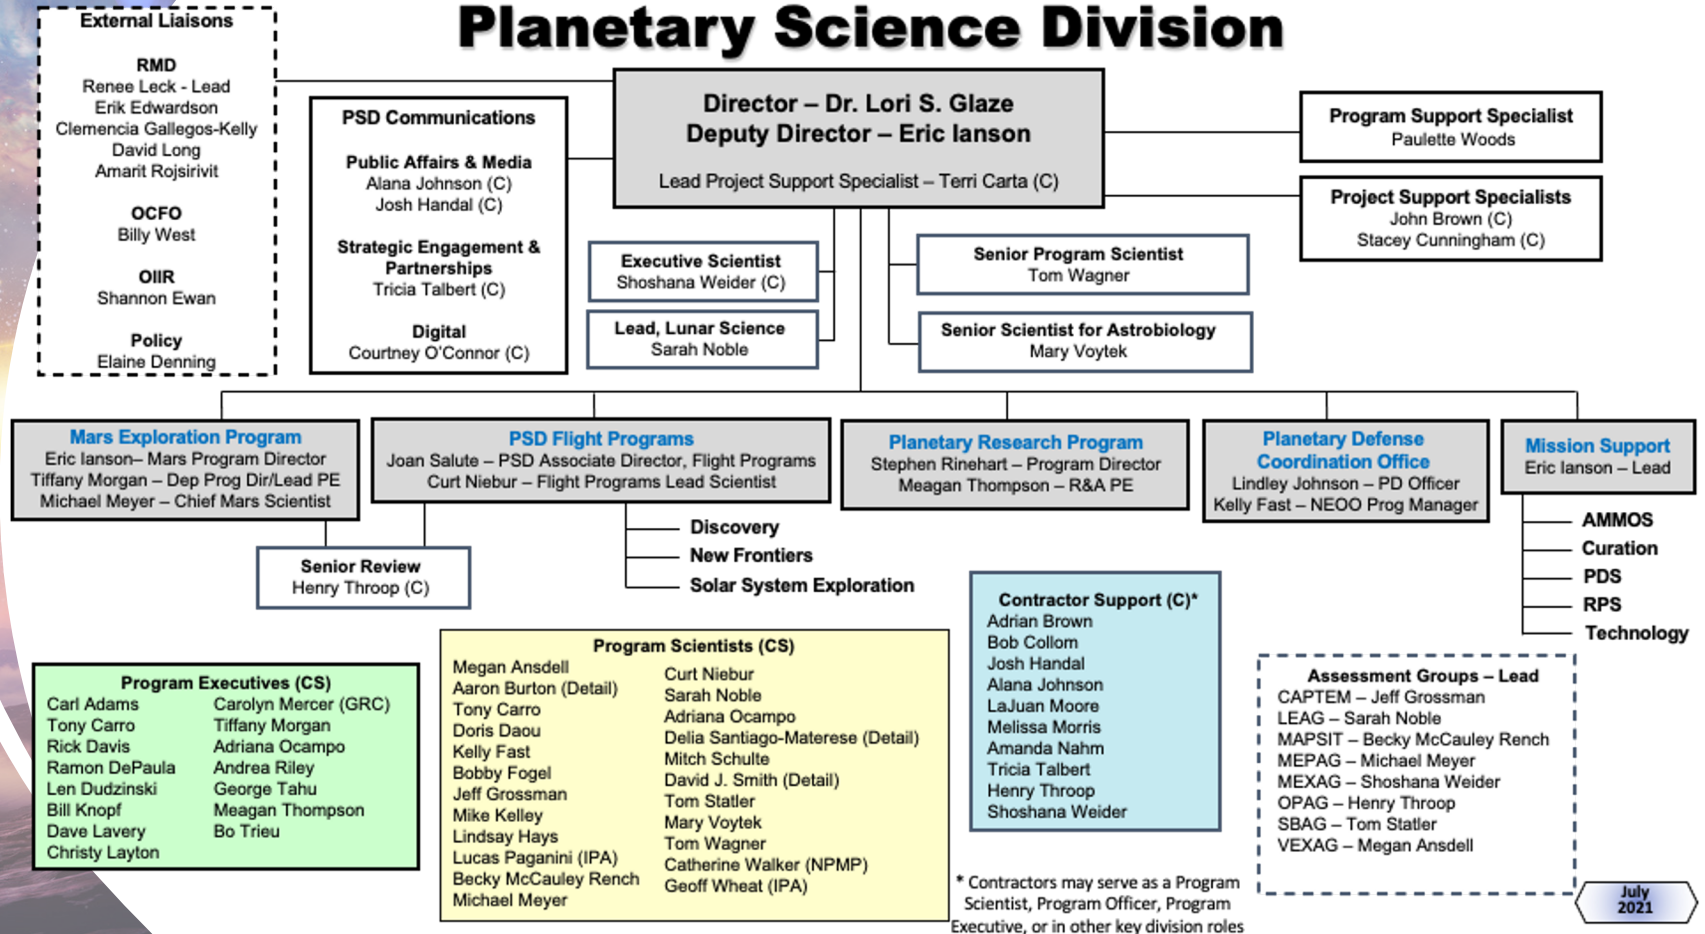 Planetary Science Division
External Liaisons
RMD
Renee Leck - Lead
Erik Edwardson
Clemencia Gallegos-Kelly
David Long
Amarit Rojsirivit
OCFO
Billy West
OIIR
Shannon Ewan
Policy
Elaine Denning
PSD Communications
Public Affairs & Media
Alana Johnson (C)
Josh Handal (C)
Strategic Engagement &
Partnerships
Tricia Talbert (C)
Digital
Courtney O'Connor (C)
Director – Dr. Lori S. Glaze
Deputy Director – Eric Ianson
Lead Project Support Specialist – Terri Carta (C)
Program Support Specialist
Paulette Woods
Project Support Specialists
John Brown (C)
Stacey Cunningham (C)
Executive Scientist
Shoshana Weider (C)
Lead, Lunar Science
Sarah Noble
Senior Program Scientist
Tom Wagner
Senior Scientist for Astrobiology
Mary Voytek
Mars Exploration Program
Eric Ianson– Mars Program Director
Tiffany Morgan – Dep Prog Dir/Lead PE
Michael Meyer – Chief Mars Scientist
PSD Flight Programs
Joan Salute – PSD Associate Director, Flight Programs
Curt Niebur – Flight Programs Lead Scientist
Planetary Research Program
Stephen Rinehart – Program Director
Meagan Thompson – R&A PE
Planetary Defense
Coordination Office
Lindley Johnson – PD Officer
Kelly Fast – NEOO Prog Manager
Mission Support
Eric Ianson – Lead
Senior Review
Henry Throop (C)
Discovery
New Frontiers
Solar System Exploration
AMMOS
Curation
PDS
RPS
Technology
Program Executives (CS)
Carl Adams
Tony Carro
Rick Davis
Ramon DePaula
Len Dudzinski
Bill Knopf
Dave Lavery
Christy Layton
Carolyn Mercer (GRC)
Tiffany Morgan
Adriana Ocampo
Andrea Riley
George Tahu
Meagan Thompson
Bo Trieu
Program Scientists (CS)
Megan Ansdell
Aaron Burton (Detail)
Tony Carro
Doris Daou
Kelly Fast
Bobby Fogel
Jeff Grossman
Mike Kelley
Lindsay Hays
Lucas Paganini (IPA)
Becky McCauley Rench
Michael Meyer
Curt Niebur
Sarah Noble
Adriana Ocampo
Delia Santiago-Materese (Detail)
Mitch Schulte
David J. Smith (Detail)
Tom Statler
Mary Voytek
Tom Wagner
Catherine Walker (NPMP)
Geoff Wheat (IPA)
Contractor Support (C)*
Adrian Brown
Bob Collom
Josh Handal
Alana Johnson
LaJuan Moore
Melissa Morris
Amanda Nahm
Tricia Talbert
Henry Throop
Shoshana Weider
* Contractors may serve as a Program
Scientist, Program Officer, Program
Executive, or in other key division roles
Assessment Groups – Lead
CAPTEM – Jeff Grossman
LEAG – Sarah Noble
MAPSIT – Becky McCauley Rench
MEPAG – Michael Meyer
MEXAG – Shoshana Weider
OPAG – Henry Throop
SBAG – Tom Statler
VEXAG – Megan Ansdell
July
2021